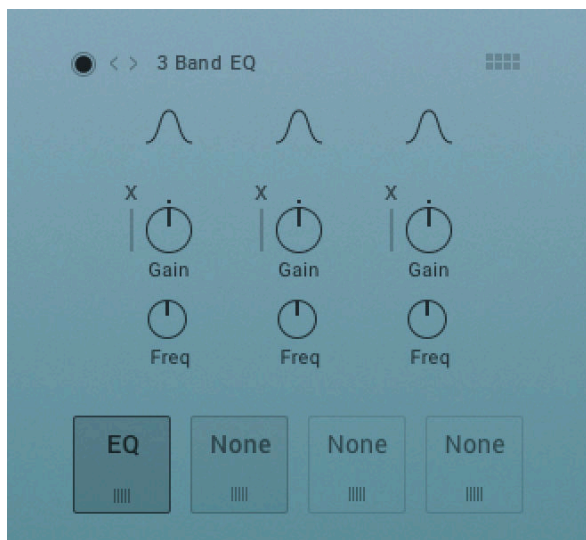 < > 3 Band EQ
X X X
Gain Gain Gain
Freq Freq Freq
EQ None None None